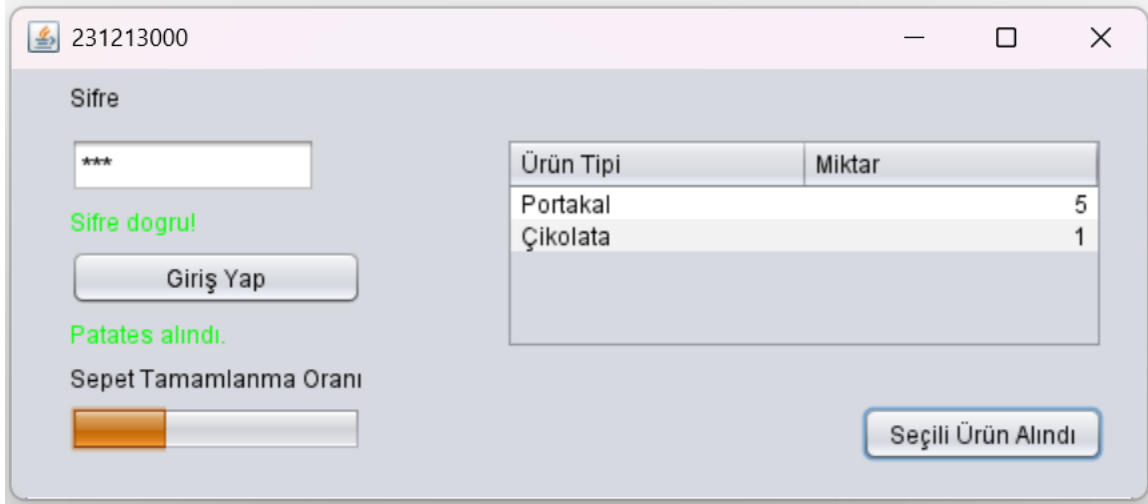 231213000
Sifre
***
Sifre dogru!
Giriş Yap
Patates alındı.
Sepet Tamamlanma Oranı
Ürün Tipi Miktar
Portakal 5
Çikolata 1
Seçili Ürün Alındı